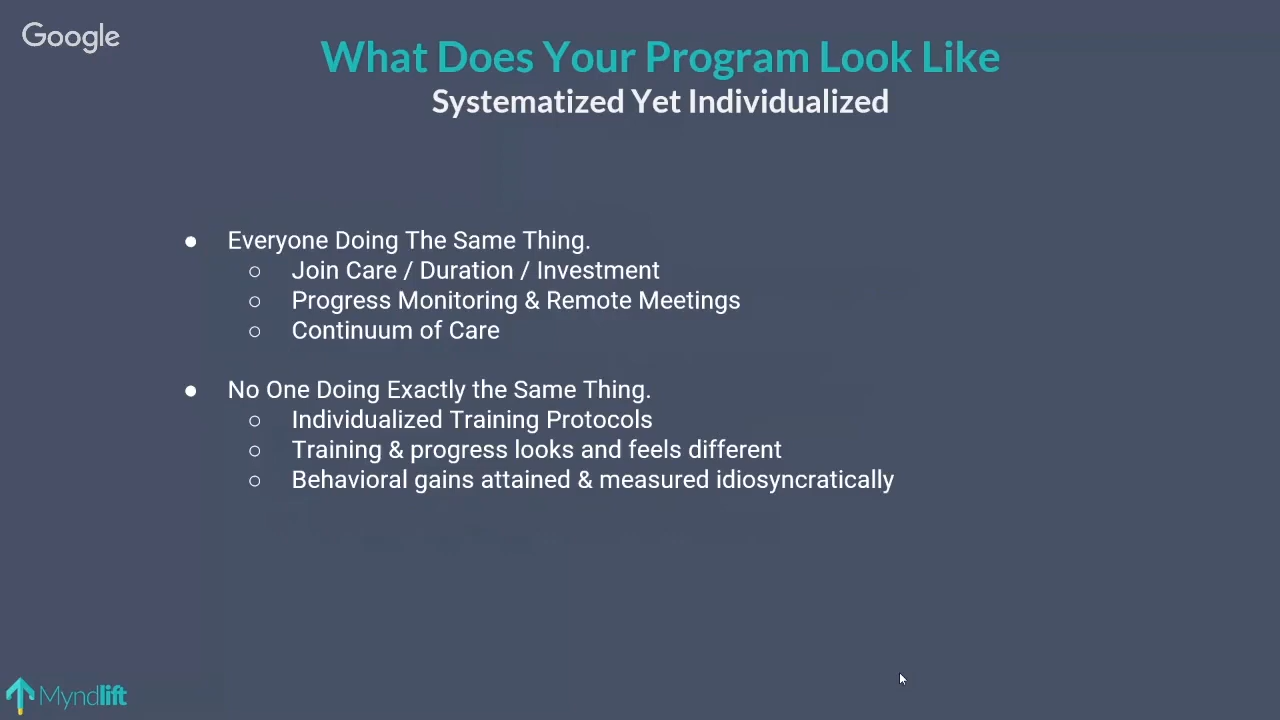 Google
What Does Your Program Look Like
Systematized Yet Individualized
● Everyone Doing The Same Thing.
○ Join Care / Duration / Investment
○ Progress Monitoring & Remote Meetings
○ Continuum of Care
● No One Doing Exactly the Same Thing.
○ Individualized Training Protocols
○ Training & progress looks and feels different
○ Behavioral gains attained & measured idiosyncratically
Myndlift